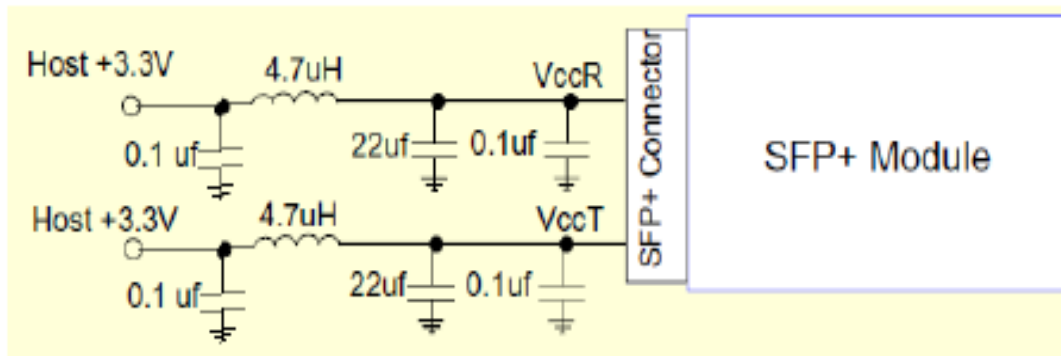 Host +3.3V
4.7uH
VccR
0.1 uf
22uf
0.1uf
Host +3.3V
4.7uH
VccT
0.1 uf
22uf
0.1uf
SFP+ Connector
SFP+ Module